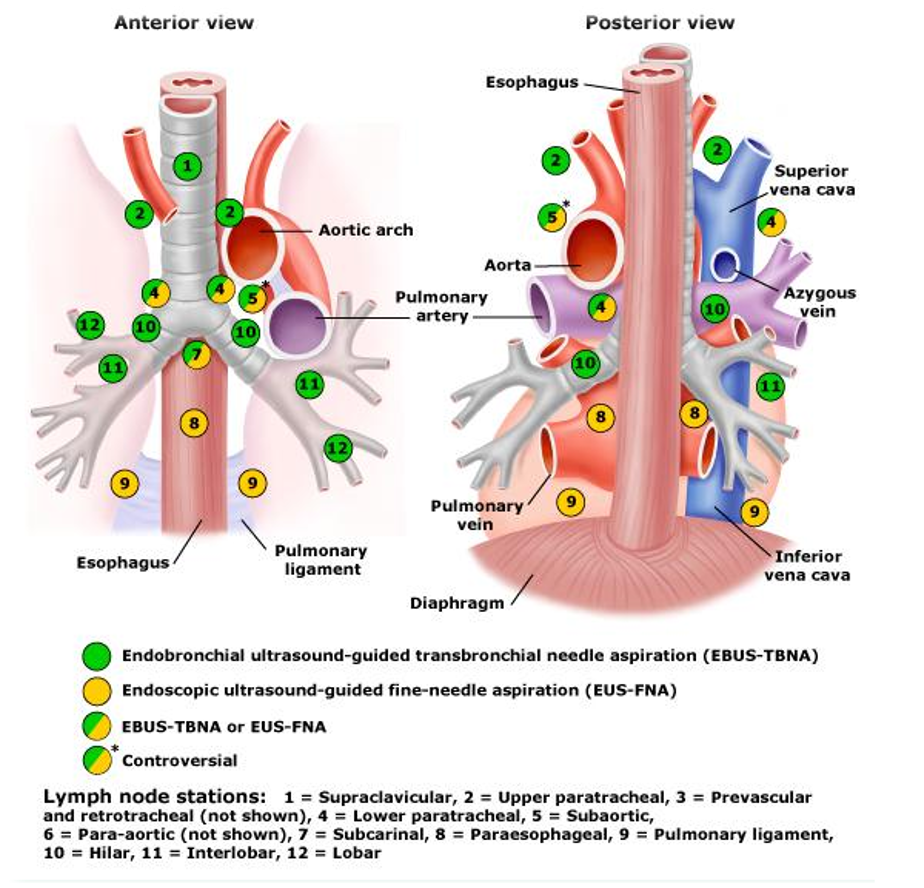 Anterior view
Posterior view
Esophagus
1
2
2
2
2
Superior
vena cava
5*
4
Aortic arch
Aorta
4
4
5*
Pulmonary
artery
4
10
Azygous
vein
12
10
10
7
11
11
10
11
8
8
8
12
9
9
9
9
Pulmonary
vein
Esophagus
Pulmonary
ligament
Inferior
vena cava
Diaphragm
Endobronchial ultrasound-guided transbronchial needle aspiration (EBUS-TBNA)
Endoscopic ultrasound-guided fine-needle aspiration (EUS-FNA)
EBUS-TBNA or EUS-FNA
* Controversial
Lymph node stations: 1 = Supraclavicular, 2 = Upper paratracheal, 3 = Prevascular
and retrotracheal (not shown), 4 = Lower paratracheal, 5 = Subaortic,
6 = Para-aortic (not shown), 7 = Subcarinal, 8 = Paraesophageal, 9 = Pulmonary ligament,
10 = Hilar, 11 = Interlobar, 12 = Lobar